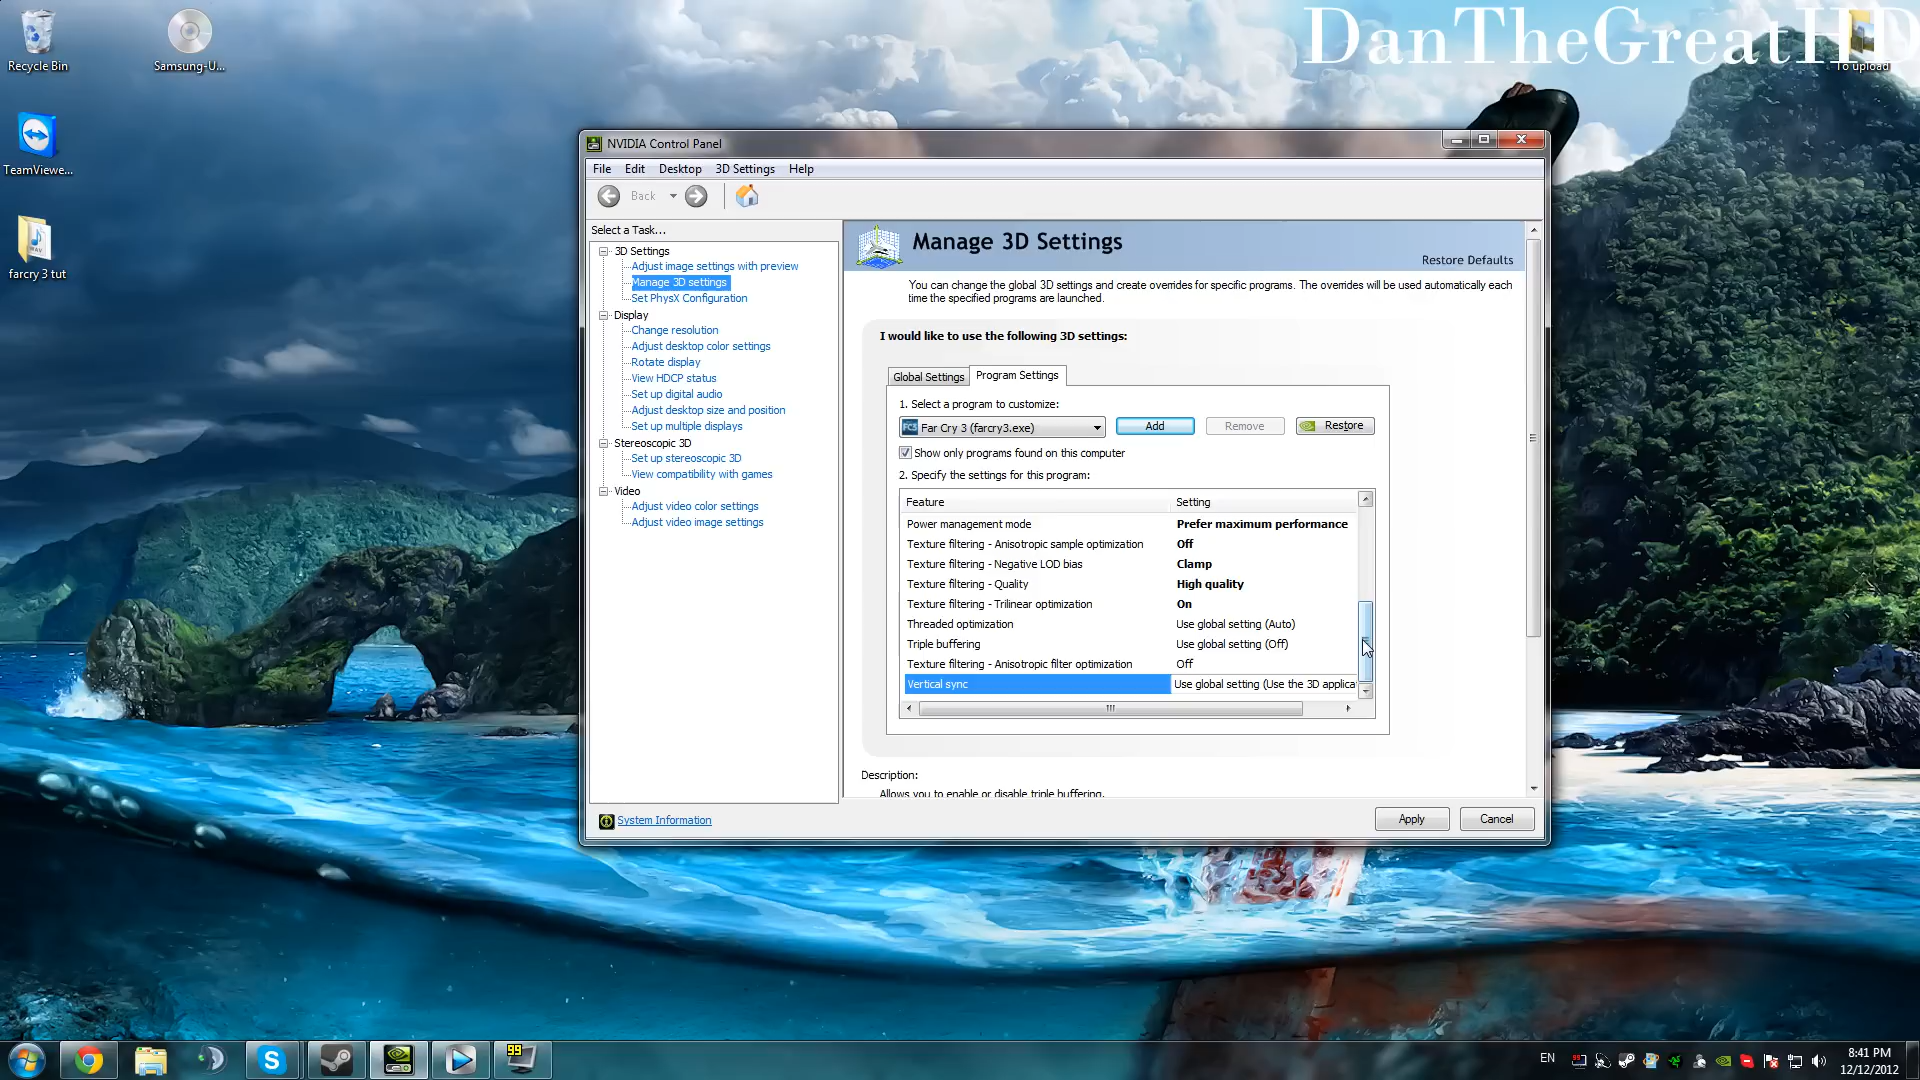 DanTheGreatHD
Recycle Bin
Samsung-U...
To upload
TeamViewe...
farcry 3 tut
NVIDIA Control Panel
File Edit Desktop 3D Settings Help
Back
Select a Task...
3D Settings
Adjust image settings with preview
Manage 3D settings
Set PhysX Configuration
Display
Change resolution
Adjust desktop color settings
Rotate display
View HDCP status
Set up digital audio
Adjust desktop size and position
Set up multiple displays
Stereoscopic 3D
Set up stereoscopic 3D
View compatibility with games
Video
Adjust video color settings
Adjust video image settings
System Information
Manage 3D Settings
Restore Defaults
You can change the global 3D settings and create overrides for specific programs. The overrides will be used automatically each
time the specified programs are launched.
I would like to use the following 3D settings:
Global Settings Program Settings
1. Select a program to customize:
FC3 Far Cry 3 (farcry3.exe) Add Remove Restore
Show only programs found on this computer
2. Specify the settings for this program:
Feature Setting
Power management mode Prefer maximum performance
Texture filtering - Anisotropic sample optimization Off
Texture filtering - Negative LOD bias Clamp
Texture filtering - Quality High quality
Texture filtering - Trilinear optimization On
Threaded optimization Use global setting (Auto)
Triple buffering Use global setting (Off)
Texture filtering - Anisotropic filter optimization Off
Vertical sync Use global setting (Use the 3D applica
Description:
Allows you to enable or disable triple buffering.
Apply Cancel
99
EN
8:41 PM
12/12/2012